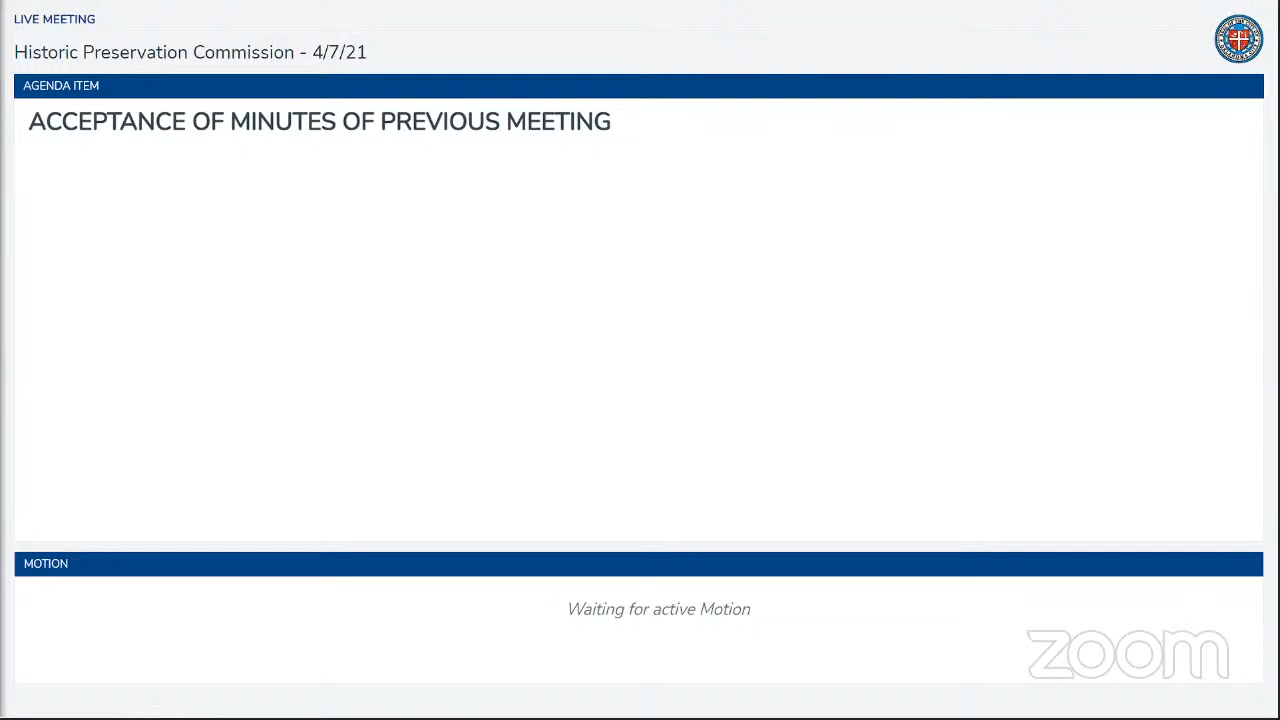 LIVE MEETING
Historic Preservation Commission - 4/7/21
AGENDA ITEM
ACCEPTANCE OF MINUTES OF PREVIOUS MEETING
MOTION
Waiting for active Motion
zoom